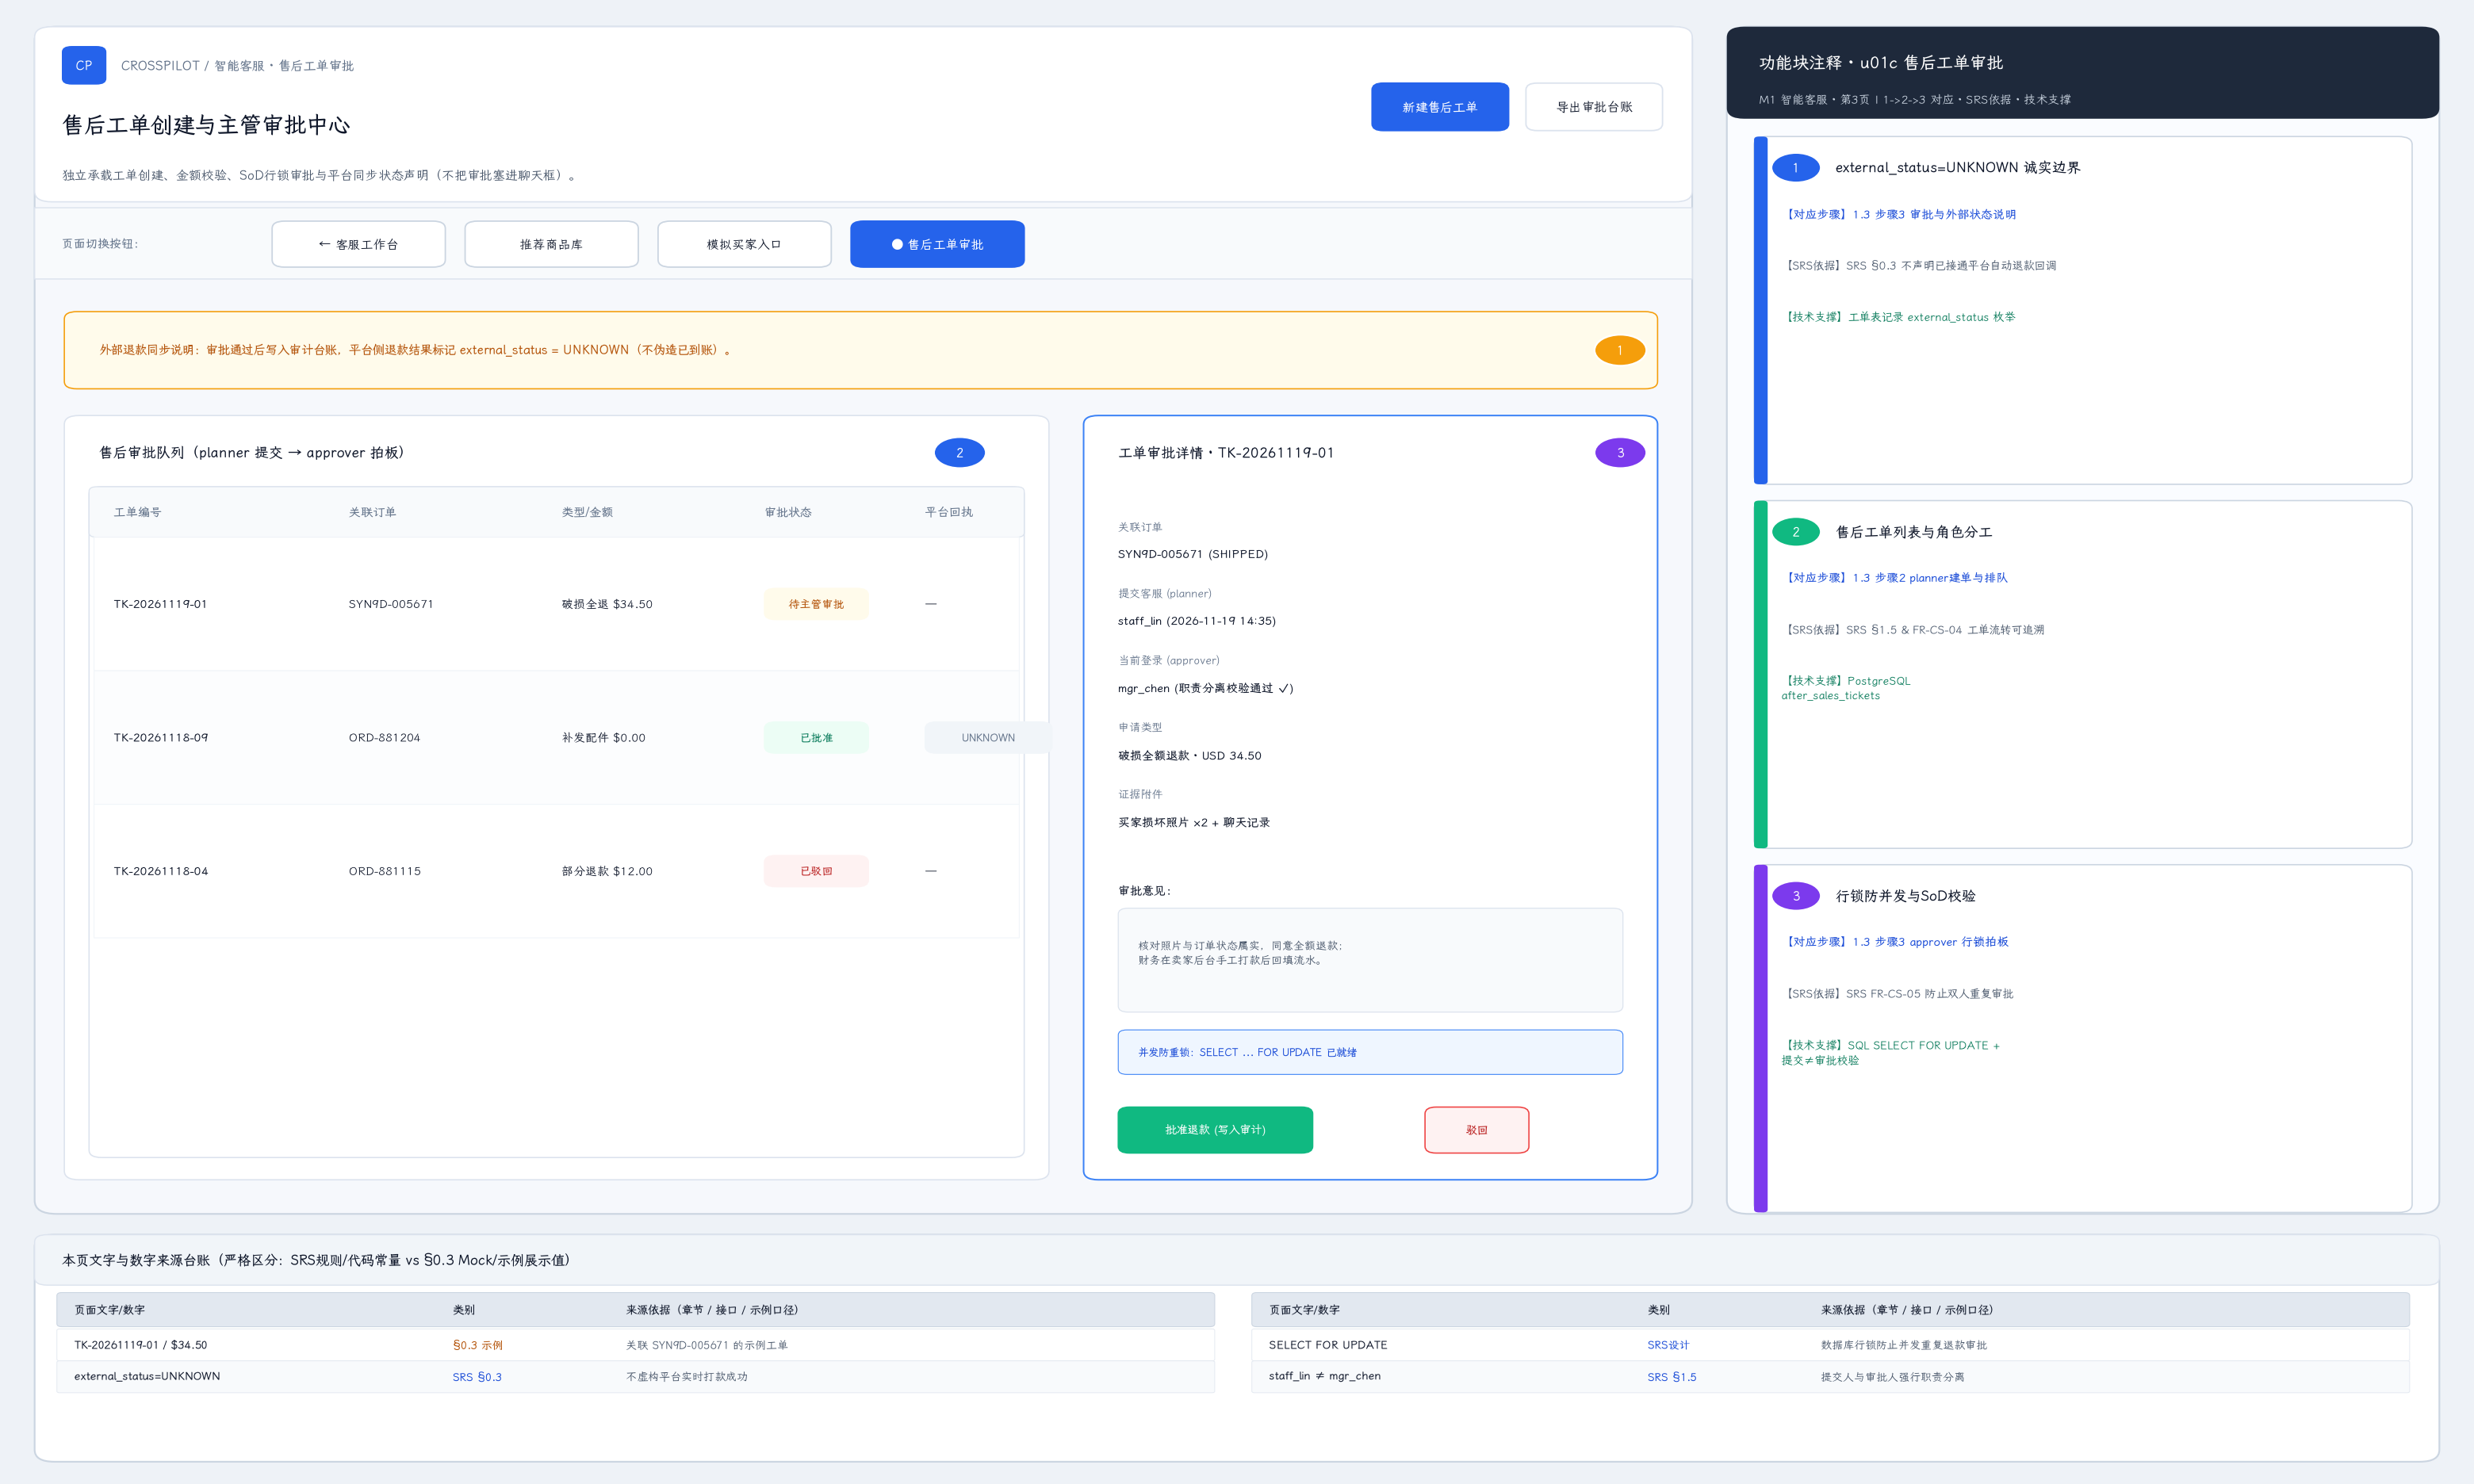 CP
CROSSPILOT / 智能客服·售后工单审批
售后工单创建与主管审批中心
独立承载工单创建、金额校验、SoD行锁审批与平台同步状态声明（不把审批塞进聊天框）。
新建售后工单
导出审批台账
页面切换按钮：
← 客服工作台
推荐商品库
模拟买家入口
● 售后工单审批
外部退款同步说明：审批通过后写入审计台账，平台侧退款结果标记 external_status = UNKNOWN（不伪造已到账）。
1
售后审批队列（planner 提交 → approver 拍板）
2
工单编号 关联订单 类型/金额 审批状态 平台回执
TK-20261119-01 SYN9D-005671 破损全退 $34.50 待主管审批 —
TK-20261118-09 ORD-881204 补发配件 $0.00 已批准 UNKNOWN
TK-20261118-04 ORD-881115 部分退款 $12.00 已驳回 —
工单审批详情·TK-20261119-01
3
关联订单
SYN9D-005671 (SHIPPED)
提交客服 (planner)
staff_lin (2026-11-19 14:35)
当前登录 (approver)
mgr_chen (职责分离校验通过 ✓)
申请类型
破损全额退款·USD 34.50
证据附件
买家损坏照片 ×2 + 聊天记录
审批意见：
核对照片与订单状态属实，同意全额退款；
财务在卖家后台手工打款后回填流水。
并发防重锁：SELECT ... FOR UPDATE 已就绪
批准退款 (写入审计)
驳回
功能块注释·u01c 售后工单审批
M1 智能客服·第3页 | 1->2->3 对应·SRS依据·技术支撑
1 external_status=UNKNOWN 诚实边界
【对应步骤】1.3 步骤3 审批与外部状态说明
【SRS依据】SRS §0.3 不声明已接通平台自动退款回调
【技术支撑】工单表记录 external_status 枚举
2 售后工单列表与角色分工
【对应步骤】1.3 步骤2 planner建单与排队
【SRS依据】SRS §1.5 & FR-CS-04 工单流转可追溯
【技术支撑】PostgreSQL
after_sales_tickets
3 行锁防并发与SoD校验
【对应步骤】1.3 步骤3 approver 行锁拍板
【SRS依据】SRS FR-CS-05 防止双人重复审批
【技术支撑】SQL SELECT FOR UPDATE +
提交≠审批校验
本页文字与数字来源台账（严格区分：SRS规则/代码常量 vs §0.3 Mock/示例展示值）
页面文字/数字 类别 来源依据（章节 / 接口 / 示例口径）
TK-20261119-01 / $34.50 §0.3 示例 关联 SYN9D-005671 的示例工单
external_status=UNKNOWN SRS §0.3 不虚构平台实时打款成功
页面文字/数字 类别 来源依据（章节 / 接口 / 示例口径）
SELECT FOR UPDATE SRS设计 数据库行锁防止并发重复退款审批
staff_lin ≠ mgr_chen SRS §1.5 提交人与审批人强行职责分离